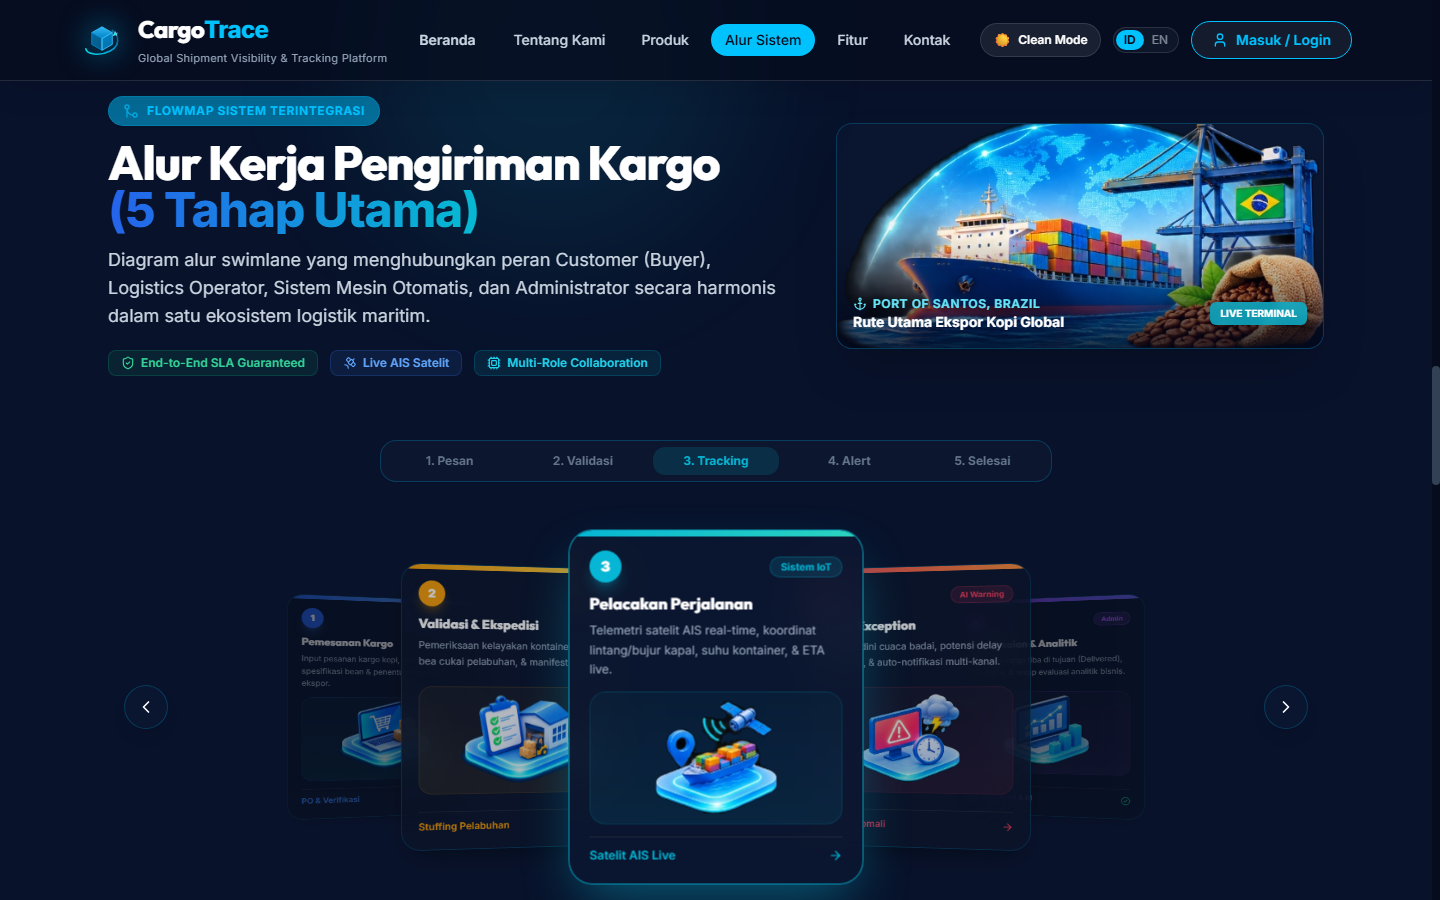 CargoTrace
Global Shipment Visibility & Tracking Platform
Beranda
Tentang Kami
Produk
Alur Sistem
Fitur
Kontak
Clean Mode
ID
EN
Masuk / Login
FLOWMAP SISTEM TERINTEGRASI
Alur Kerja Pengiriman Kargo
(5 Tahap Utama)
Diagram alur swimlane yang menghubungkan peran Customer (Buyer),
Logistics Operator, Sistem Mesin Otomatis, dan Administrator secara harmonis
dalam satu ekosistem logistik maritim.
End-to-End SLA Guaranteed
Live AIS Satelit
Multi-Role Collaboration
PORT OF SANTOS, BRAZIL
Rute Utama Ekspor Kopi Global
LIVE TERMINAL
1. Pesan
2. Validasi
3. Tracking
4. Alert
5. Selesai
1
Pemesanan Kargo
Input pesanan kargo kopi,
spesifikasi bean &
ekspor.
PO & Verifikasi
2
Validasi & Ekspedisi
Pemeriksaan kelayakan
bea cukai pelabuhan, & manifest
Stuffing Pelabuhan
3
Sistem IoT
Pelacakan Perjalanan
Telemetri satelit AIS real-time, koordinat
lintang/bujur kapal, suhu kontainer, & ETA
live.
Satelit AIS Live
AI Warning
cuaca badai, potensi delay
& auto-notifikasi multi-kanal.
Admin
& Analitik
di tujuan (Delivered),
evaluasi analitik bisnis.